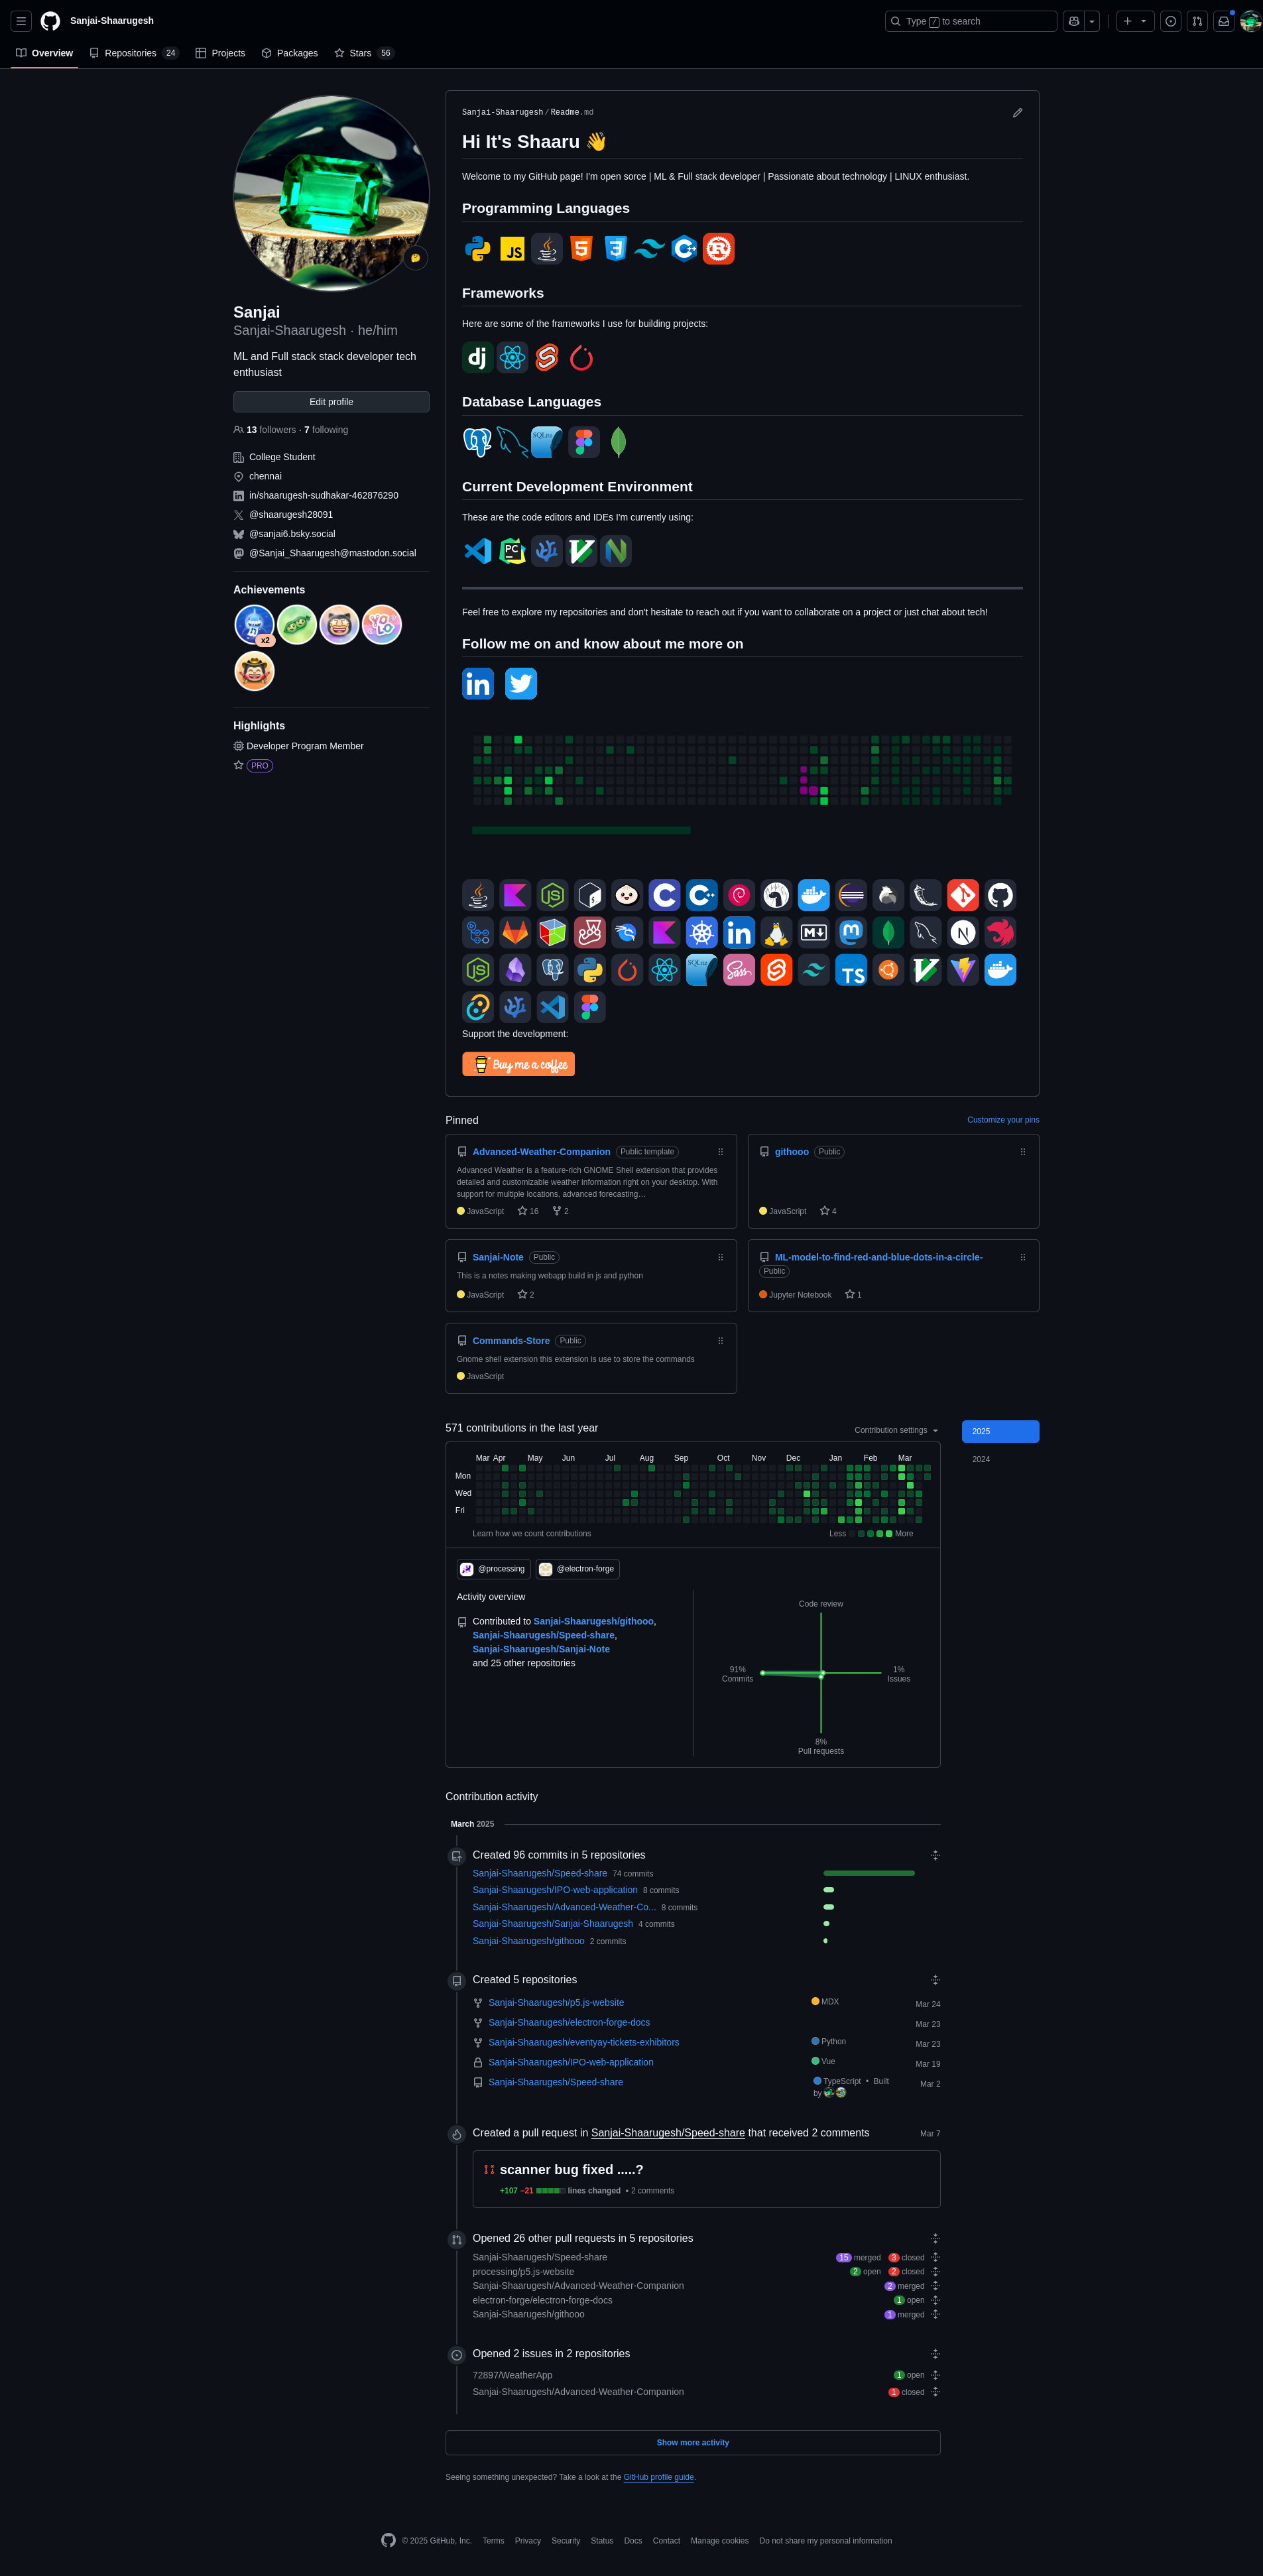 Sanjai-Shaarugesh
Type / to search
Overview
Repositories 24
Projects
Packages
Stars 56
Sanjai
Sanjai-Shaarugesh · he/him
ML and Full stack stack developer tech
enthusiast
Edit profile
13 followers · 7 following
College Student
chennai
in/shaarugesh-sudhakar-462876290
@shaarugesh28091
@sanjai6.bsky.social
@Sanjai_Shaarugesh@mastodon.social
Achievements
YOLO
x2
Highlights
Developer Program Member
PRO
Sanjai-Shaarugesh/Readme.md
Hi It's Shaaru 👋
Welcome to my GitHub page! I'm open sorce | ML & Full stack developer | Passionate about technology | LINUX enthusiast.
Programming Languages
JS
5
3
C++
R
Frameworks
Here are some of the frameworks I use for building projects:
dj
Database Languages
SQLite
Current Development Environment
These are the code editors and IDEs I'm currently using:
PC
Feel free to explore my repositories and don't hesitate to reach out if you want to collaborate on a project or just chat about tech!
Follow me on and know about me more on
in
JS
C
C++
in
M
N
JS
SQLite
Sass
TS
Support the development:
Buy me a coffee
Pinned
Customize your pins
Advanced-Weather-Companion Public template
Advanced Weather is a feature-rich GNOME Shell extension that provides
detailed and customizable weather information right on your desktop. With
support for multiple locations, advanced forecasting…
JavaScript 16 2
githooo Public
JavaScript 4
Sanjai-Note Public
This is a notes making webapp build in js and python
JavaScript 2
ML-model-to-find-red-and-blue-dots-in-a-circle-
Public
Jupyter Notebook 1
Commands-Store Public
Gnome shell extension this extension is use to store the commands
JavaScript
571 contributions in the last year
Contribution settings
2025
2024
Mar Apr May Jun Jul Aug Sep Oct Nov Dec Jan Feb Mar
Mon
Wed
Fri
Learn how we count contributions
Less More
@processing
@electron-forge
Activity overview
Contributed to Sanjai-Shaarugesh/githooo,
Sanjai-Shaarugesh/Speed-share,
Sanjai-Shaarugesh/Sanjai-Note
and 25 other repositories
Code review
91%
Commits
1%
Issues
8%
Pull requests
Contribution activity
March 2025
Created 96 commits in 5 repositories
Sanjai-Shaarugesh/Speed-share 74 commits
Sanjai-Shaarugesh/IPO-web-application 8 commits
Sanjai-Shaarugesh/Advanced-Weather-Co... 8 commits
Sanjai-Shaarugesh/Sanjai-Shaarugesh 4 commits
Sanjai-Shaarugesh/githooo 2 commits
Created 5 repositories
Sanjai-Shaarugesh/p5.js-website MDX Mar 24
Sanjai-Shaarugesh/electron-forge-docs Mar 23
Sanjai-Shaarugesh/eventyay-tickets-exhibitors Python Mar 23
Sanjai-Shaarugesh/IPO-web-application Vue Mar 19
Sanjai-Shaarugesh/Speed-share TypeScript • Built Mar 2
by
Created a pull request in Sanjai-Shaarugesh/Speed-share that received 2 comments Mar 7
scanner bug fixed .....?
+107 −21 lines changed • 2 comments
Opened 26 other pull requests in 5 repositories
Sanjai-Shaarugesh/Speed-share 15 merged 3 closed
processing/p5.js-website 2 open 2 closed
Sanjai-Shaarugesh/Advanced-Weather-Companion 2 merged
electron-forge/electron-forge-docs 1 open
Sanjai-Shaarugesh/githooo 1 merged
Opened 2 issues in 2 repositories
72897/WeatherApp 1 open
Sanjai-Shaarugesh/Advanced-Weather-Companion 1 closed
Show more activity
Seeing something unexpected? Take a look at the GitHub profile guide.
© 2025 GitHub, Inc. Terms Privacy Security Status Docs Contact Manage cookies Do not share my personal information